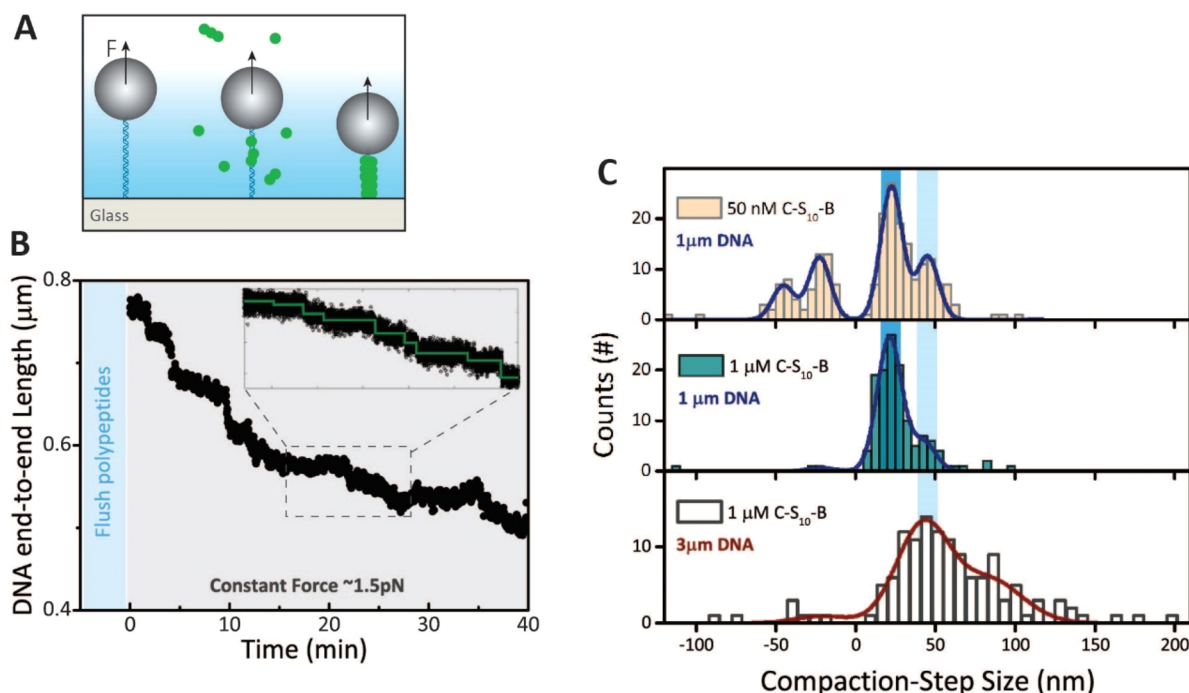 A
F
Glass
B
DNA end-to-end Length (μm)
0.8
0.6
0.4
Flush polypeptides
Constant Force ~1.5pN
0 10 20 30 40
Time (min)
C
Counts (#)
20
10
0
50 nM C-S₁₀-B
1μm DNA
20
10
0
1 μM C-S₁₀-B
1 μm DNA
10
0
1 μM C-S₁₀-B
3μm DNA
-100 -50 0 50 100 150 200
Compaction-Step Size (nm)